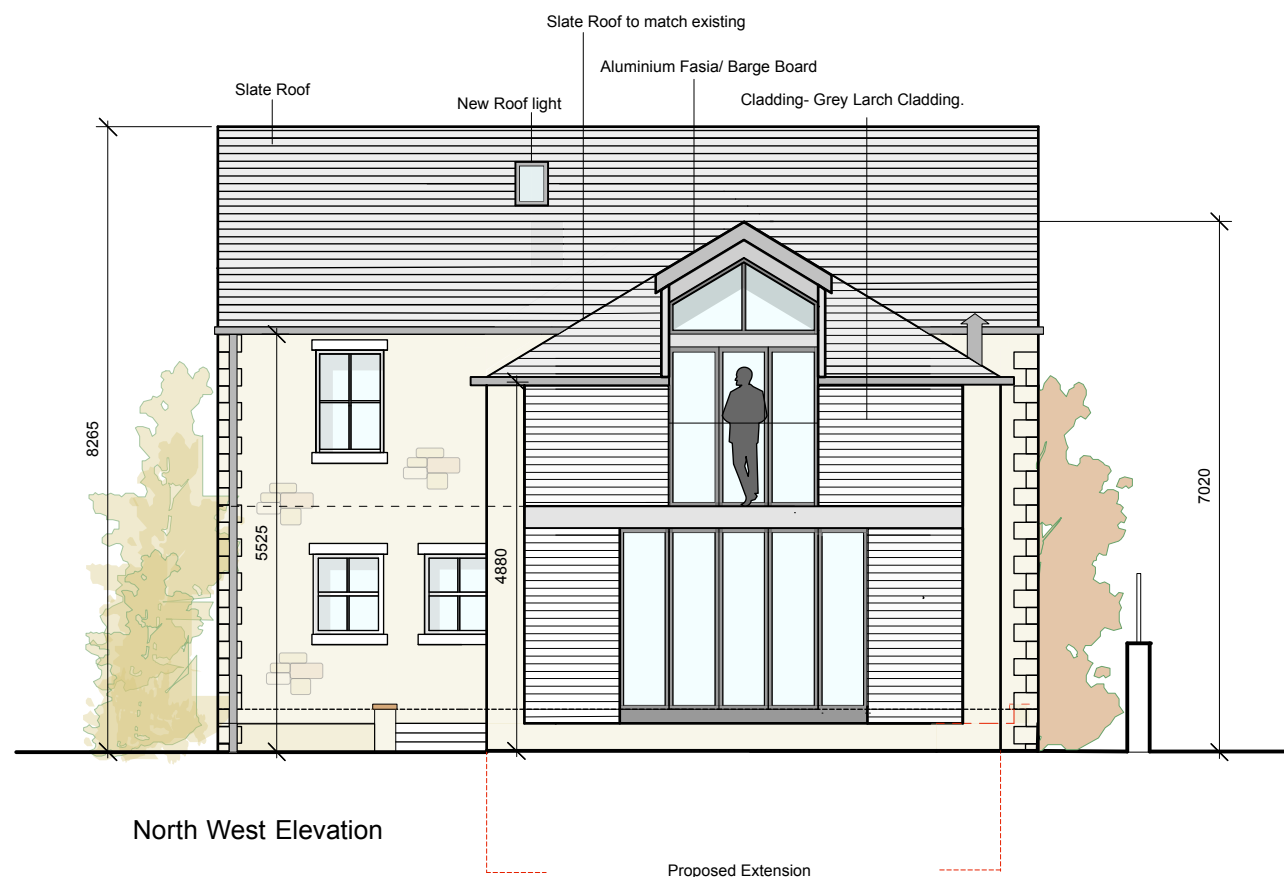 Slate Roof to match existing
Aluminium Fasia/ Barge Board
Slate Roof
New Roof light
Cladding- Grey Larch Cladding.
8265
5525
4880
7020
North West Elevation
Proposed Extension